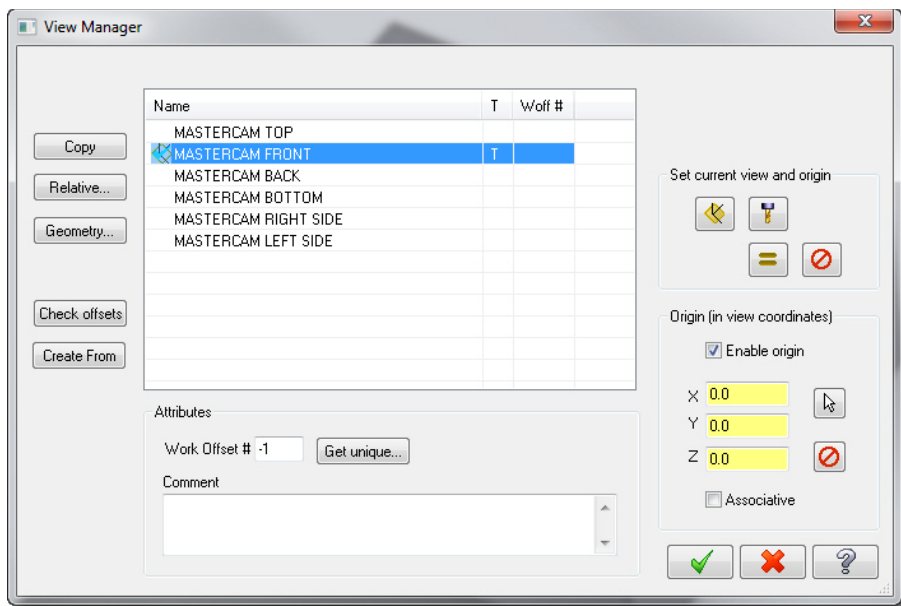 View Manager
Name T Woff #
MASTERCAM TOP
MASTERCAM FRONT T
MASTERCAM BACK
MASTERCAM BOTTOM
MASTERCAM RIGHT SIDE
MASTERCAM LEFT SIDE
Copy
Relative...
Geometry...
Check offsets
Create From
Set current view and origin
Origin (in view coordinates)
Enable origin
X 0.0
Y 0.0
Z 0.0
Associative
Attributes
Work Offset # -1 Get unique...
Comment